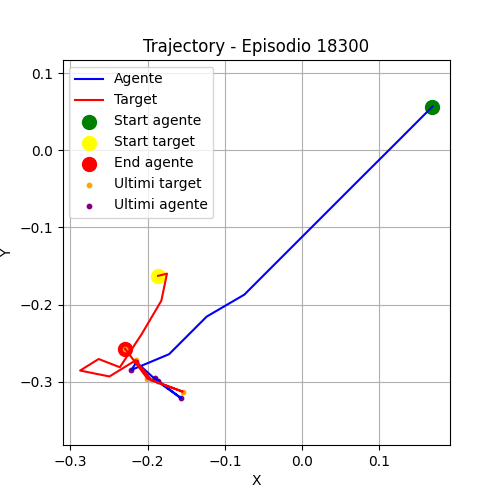 Trajectory - Episodio 18300
Agente
Target
Start agente
Start target
End agente
Ultimi target
Ultimi agente
0.1
0.0
−0.1
−0.2
−0.3
Y
−0.3
−0.2
−0.1
0.0
0.1
X